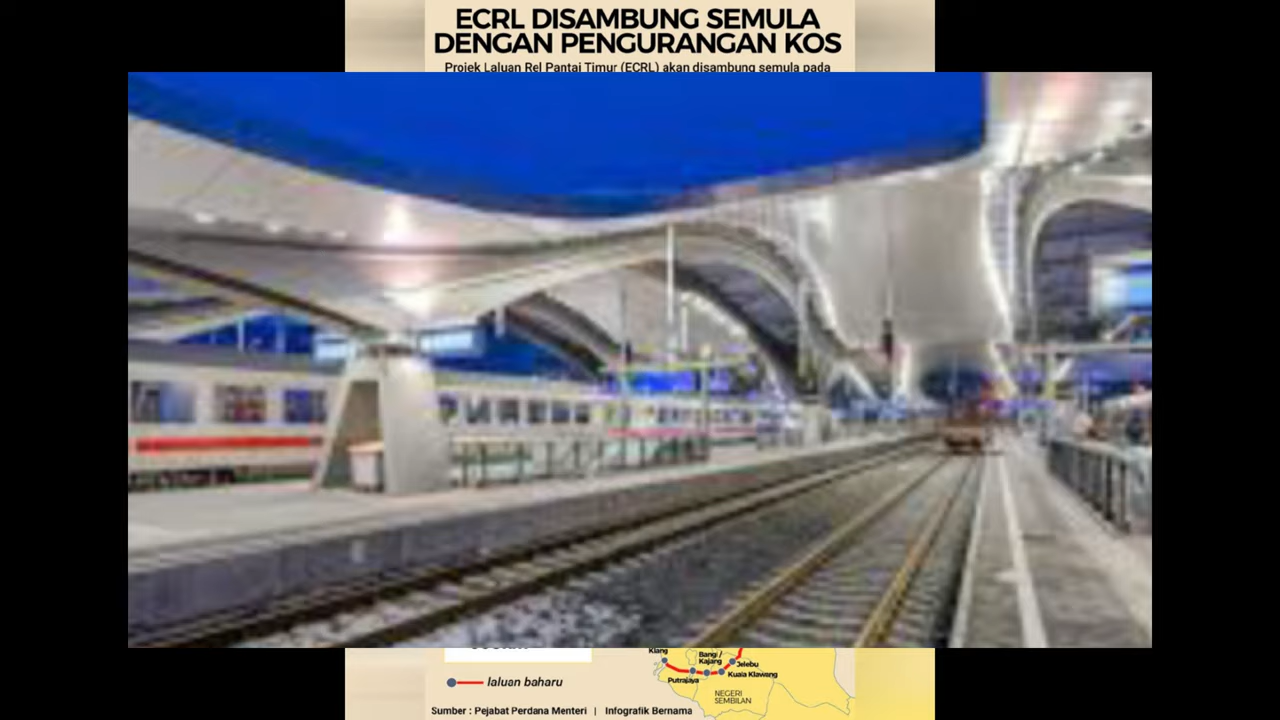 ECRL DISAMBUNG SEMULA
DENGAN PENGURANGAN KOS
Projek Laluan Rel Pantai Timur (ECRL) akan disambung semula pada
Klang
Bangi /
Kajang
Jelebu
Putrajaya
Kuala Klawang
laluan baharu
NEGERI
SEMBILAN
Sumber : Pejabat Perdana Menteri | Infografik Bernama